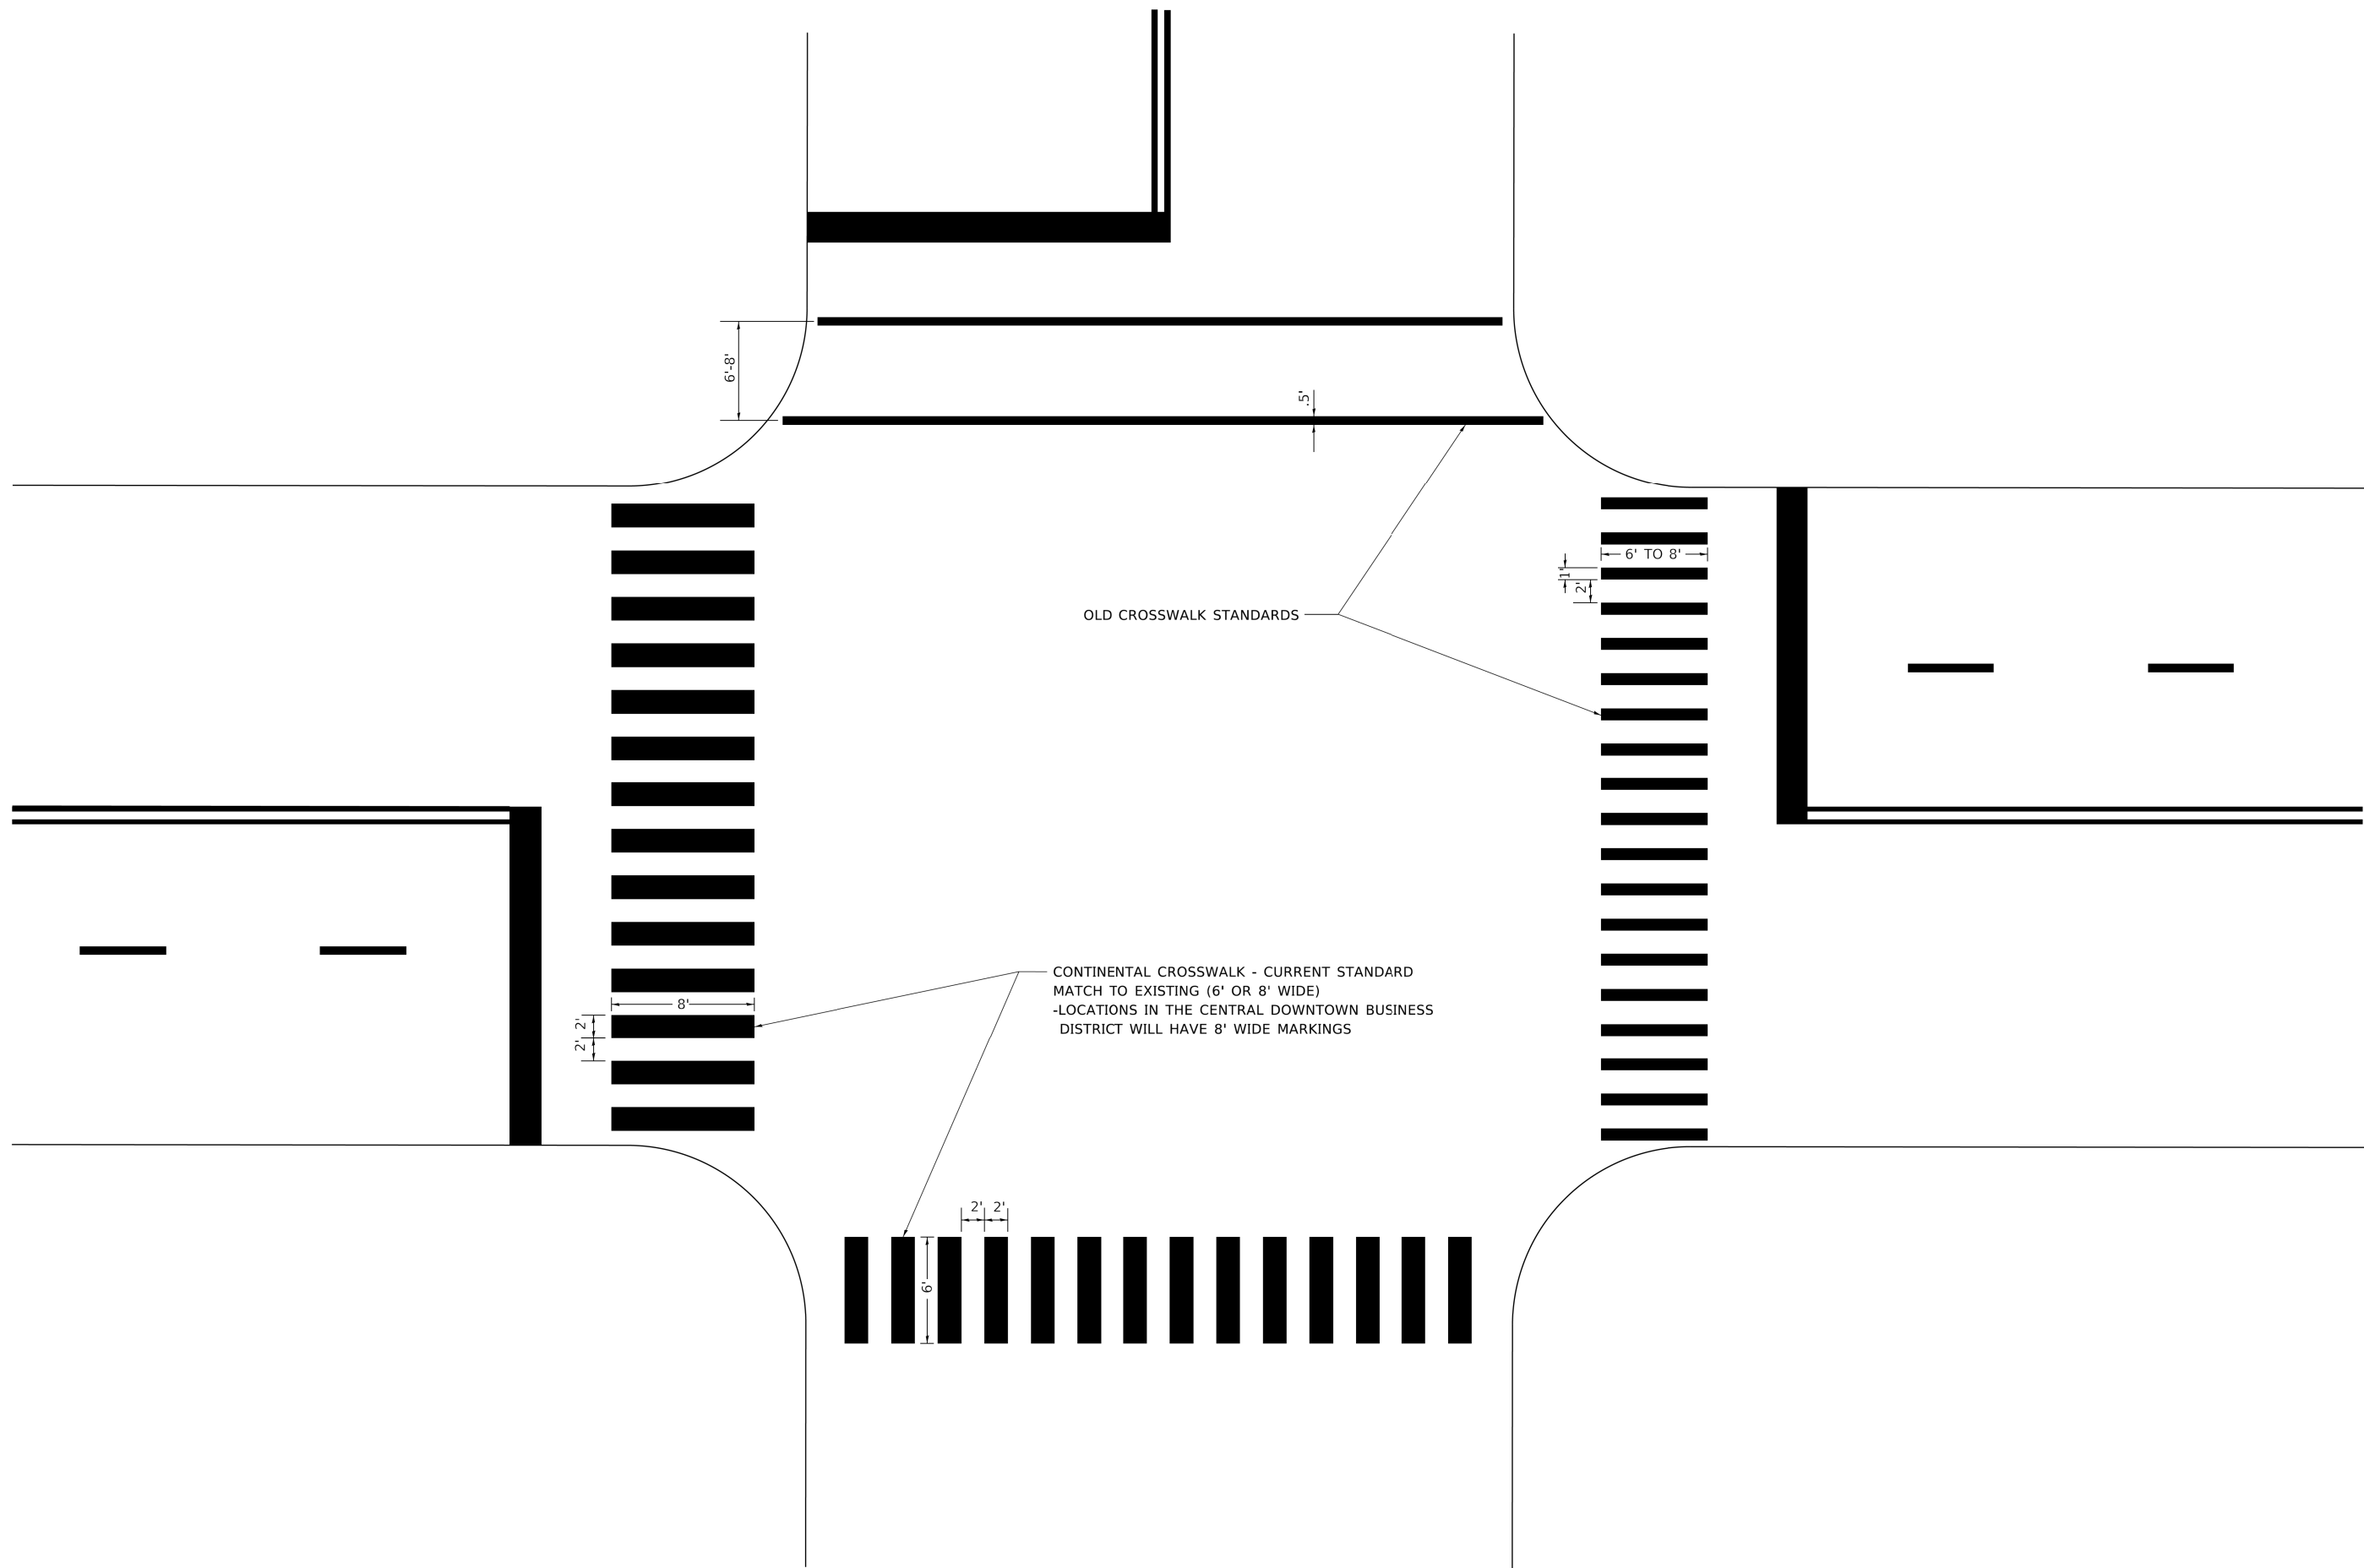 6'-8'
.5'
6' TO 8'
1'
2'
OLD CROSSWALK STANDARDS
CONTINENTAL CROSSWALK - CURRENT STANDARD
MATCH TO EXISTING (6' OR 8' WIDE)
-LOCATIONS IN THE CENTRAL DOWNTOWN BUSINESS
DISTRICT WILL HAVE 8' WIDE MARKINGS
8'
2'
2'
2' 2'
6'